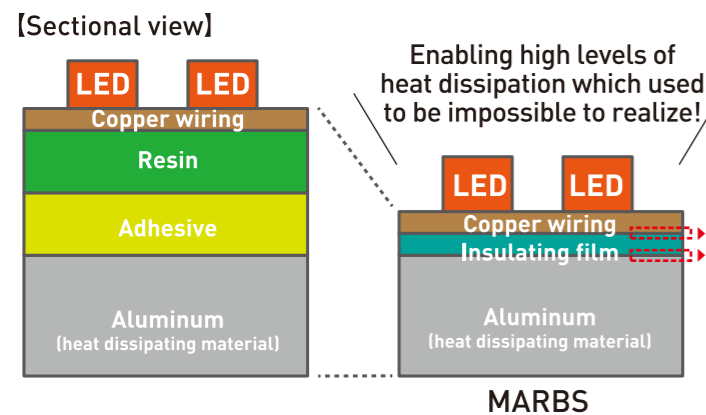 【Sectional view】
LED LED
Copper wiring
Resin
Adhesive
Aluminum
(heat dissipating material)
Enabling high levels of
heat dissipation which used
to be impossible to realize!
LED LED
Copper wiring
Insulating film
Aluminum
(heat dissipating material)
MARBS